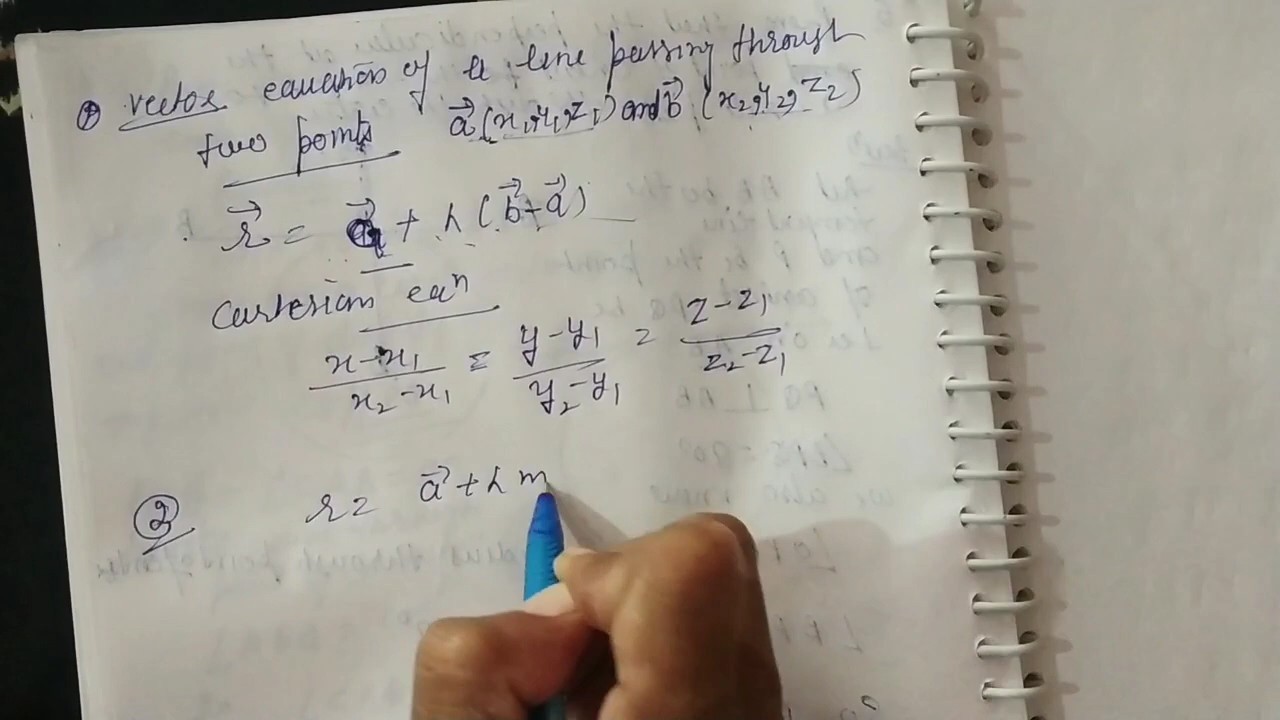 ① vector equation of a line passing through
two points a⃗ (x₁, y₁, z₁) and b⃗ (x₂, y₂, z₂)
r⃗ = a⃗ + λ (b⃗ - a⃗)
Cartesian eqⁿ
(x - x₁)/(x₂ - x₁) = (y - y₁)/(y₂ - y₁) = (z - z₁)/(z₂ - z₁)
② r = a⃗ + λ m